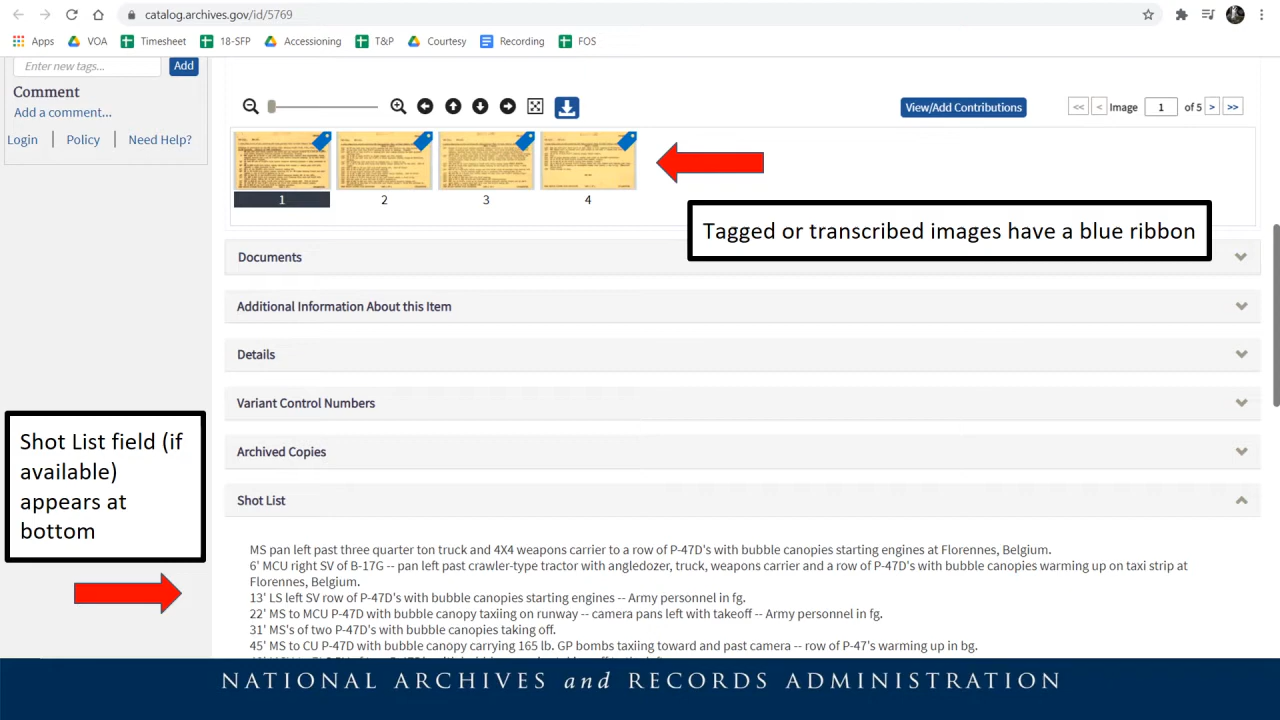 catalog.archives.gov/id/5769
Apps VOA Timesheet 18-SFP Accessioning T&P Courtesy Recording FOS
Enter new tags... Add
Comment
Add a comment...
Login Policy Need Help?
View/Add Contributions << < Image 1 of 5 > >>
1 2 3 4
Tagged or transcribed images have a blue ribbon
Documents
Additional Information About this Item
Details
Variant Control Numbers
Archived Copies
Shot List field (if
available)
appears at
bottom
Shot List
MS pan left past three quarter ton truck and 4X4 weapons carrier to a row of P-47D's with bubble canopies starting engines at Florennes, Belgium.
6' MCU right SV of B-17G -- pan left past crawler-type tractor with angledozer, truck, weapons carrier and a row of P-47D's with bubble canopies warming up on taxi strip at
Florennes, Belgium.
13' LS left SV row of P-47D's with bubble canopies starting engines -- Army personnel in fg.
22' MS to MCU P-47D with bubble canopy taxiing on runway -- camera pans left with takeoff -- Army personnel in fg.
31' MS's of two P-47D's with bubble canopies taking off.
45' MS to CU P-47D with bubble canopy carrying 165 lb. GP bombs taxiing toward and past camera -- row of P-47's warming up in bg.
NATIONAL ARCHIVES and RECORDS ADMINISTRATION